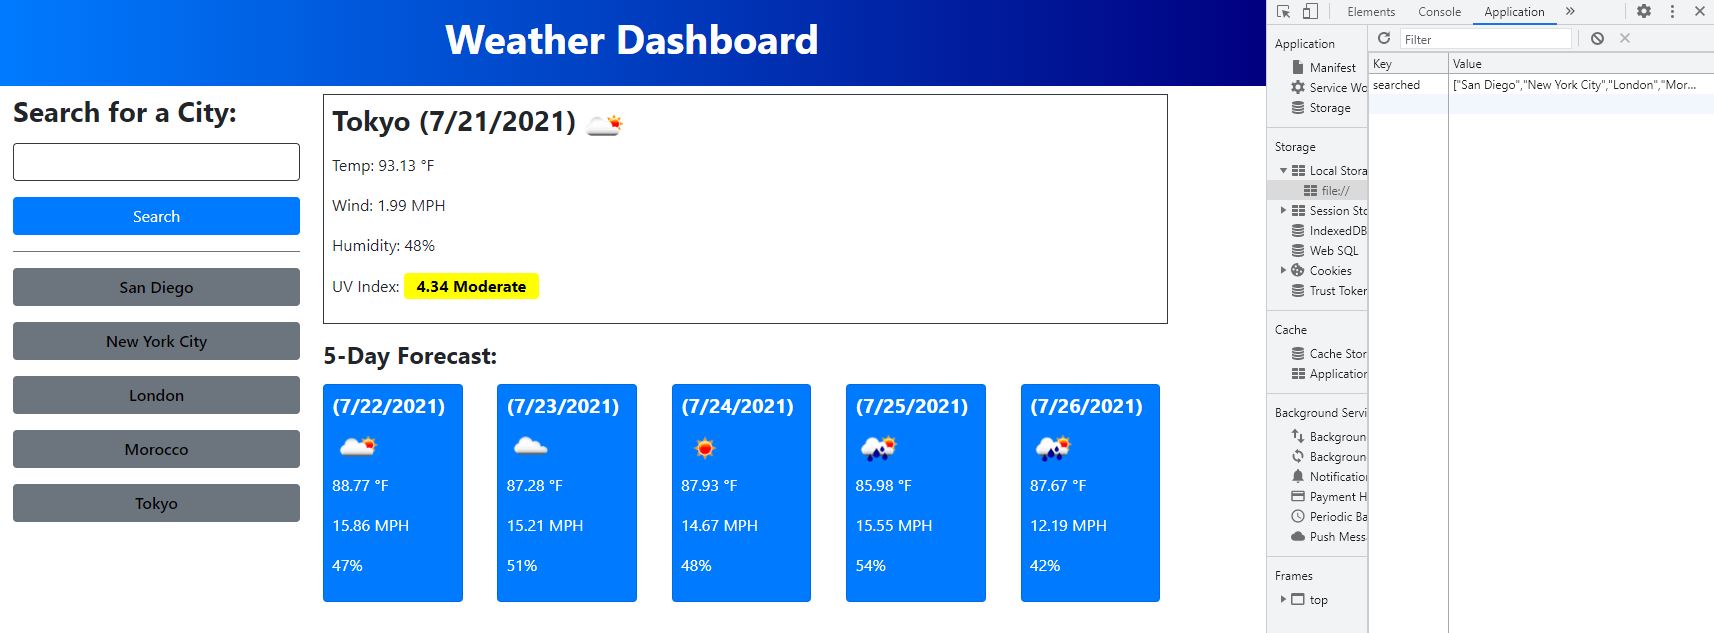 Weather Dashboard
Search for a City:
Search
San Diego
New York City
London
Morocco
Tokyo
Tokyo (7/21/2021)
Temp: 93.13 °F
Wind: 1.99 MPH
Humidity: 48%
UV Index: 4.34 Moderate
5-Day Forecast:
(7/22/2021)
88.77 °F
15.86 MPH
47%
(7/23/2021)
87.28 °F
15.21 MPH
51%
(7/24/2021)
87.93 °F
14.67 MPH
48%
(7/25/2021)
85.98 °F
15.55 MPH
54%
(7/26/2021)
87.67 °F
12.19 MPH
42%
Elements Console Application »
Application
Manifest
Service Wo
Storage
Storage
Local Stora
file://
Session Sto
IndexedDB
Web SQL
Cookies
Trust Token
Cache
Cache Stor
Application
Background Servi
Backgroun
Backgroun
Notification
Payment H
Periodic Ba
Push Mess
Frames
top
Filter
Key Value
searched ["San Diego","New York City","London","Mor...